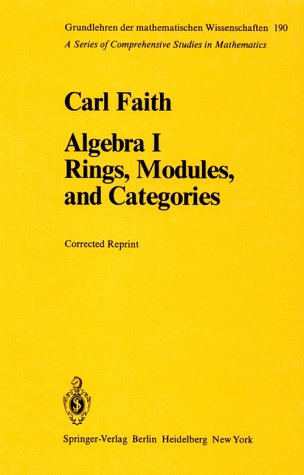 Grundlehren der mathematischen Wissenschaften 190
A Series of Comprehensive Studies in Mathematics
Carl Faith
Algebra I
Rings, Modules,
and Categories
Corrected Reprint
Springer-Verlag Berlin Heidelberg New York